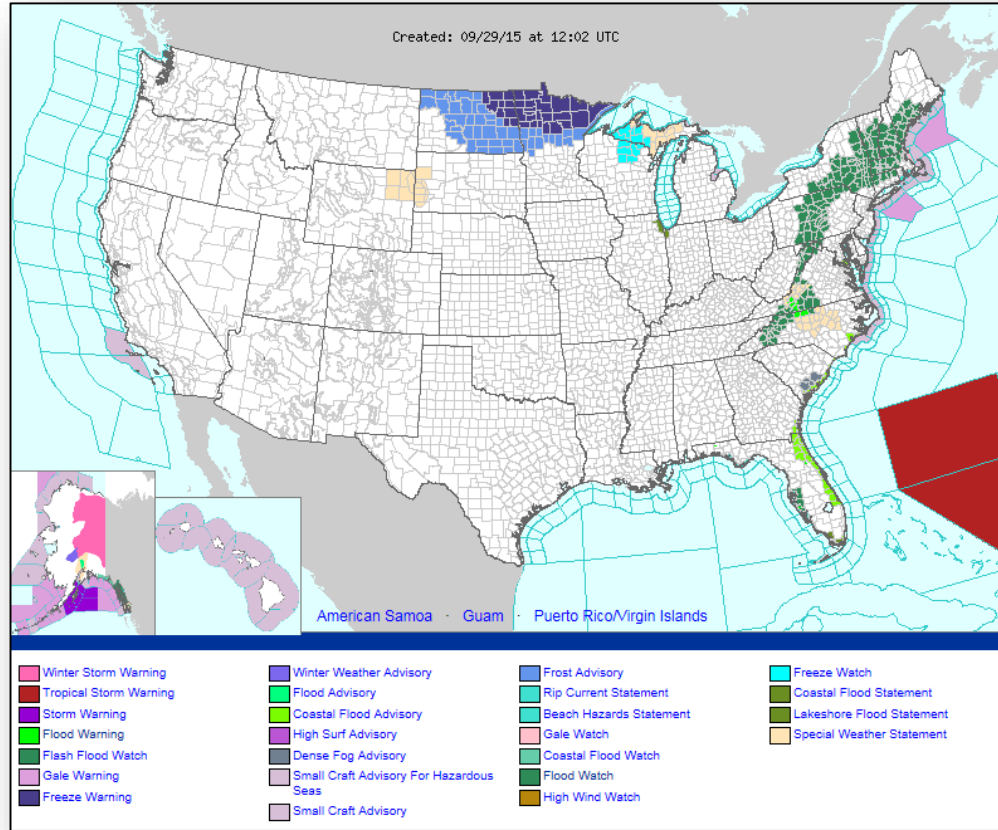 Created: 09/29/15 at 12:02 UTC
American Samoa · Guam · Puerto Rico/Virgin Islands
Winter Storm Warning
Tropical Storm Warning
Storm Warning
Flood Warning
Flash Flood Watch
Gale Warning
Freeze Warning
Winter Weather Advisory
Flood Advisory
Coastal Flood Advisory
High Surf Advisory
Dense Fog Advisory
Small Craft Advisory For Hazardous
Seas
Small Craft Advisory
Frost Advisory
Rip Current Statement
Beach Hazards Statement
Gale Watch
Coastal Flood Watch
Flood Watch
High Wind Watch
Freeze Watch
Coastal Flood Statement
Lakeshore Flood Statement
Special Weather Statement